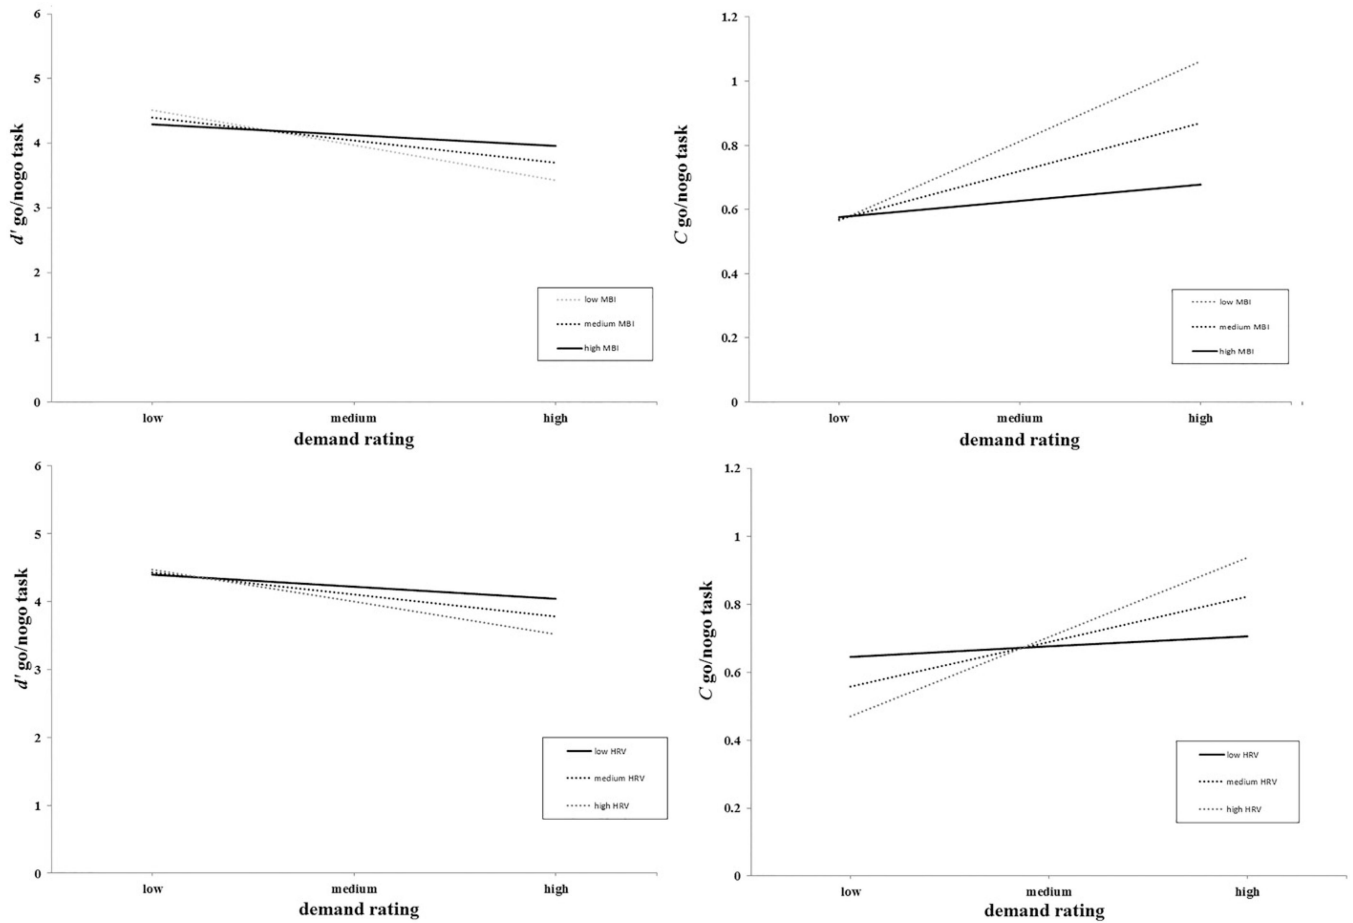 6
5
4
3
2
1
0
d' go/nogo task
low MBI
medium MBI
high MBI
low medium high
demand rating
1.2
1
0.8
0.6
0.4
0.2
0
C go/nogo task
low MBI
medium MBI
high MBI
low medium high
demand rating
6
5
4
3
2
1
0
d' go/nogo task
low HRV
medium HRV
high HRV
low medium high
demand rating
1.2
1
0.8
0.6
0.4
0.2
0
C go/nogo task
low HRV
medium HRV
high HRV
low medium high
demand rating